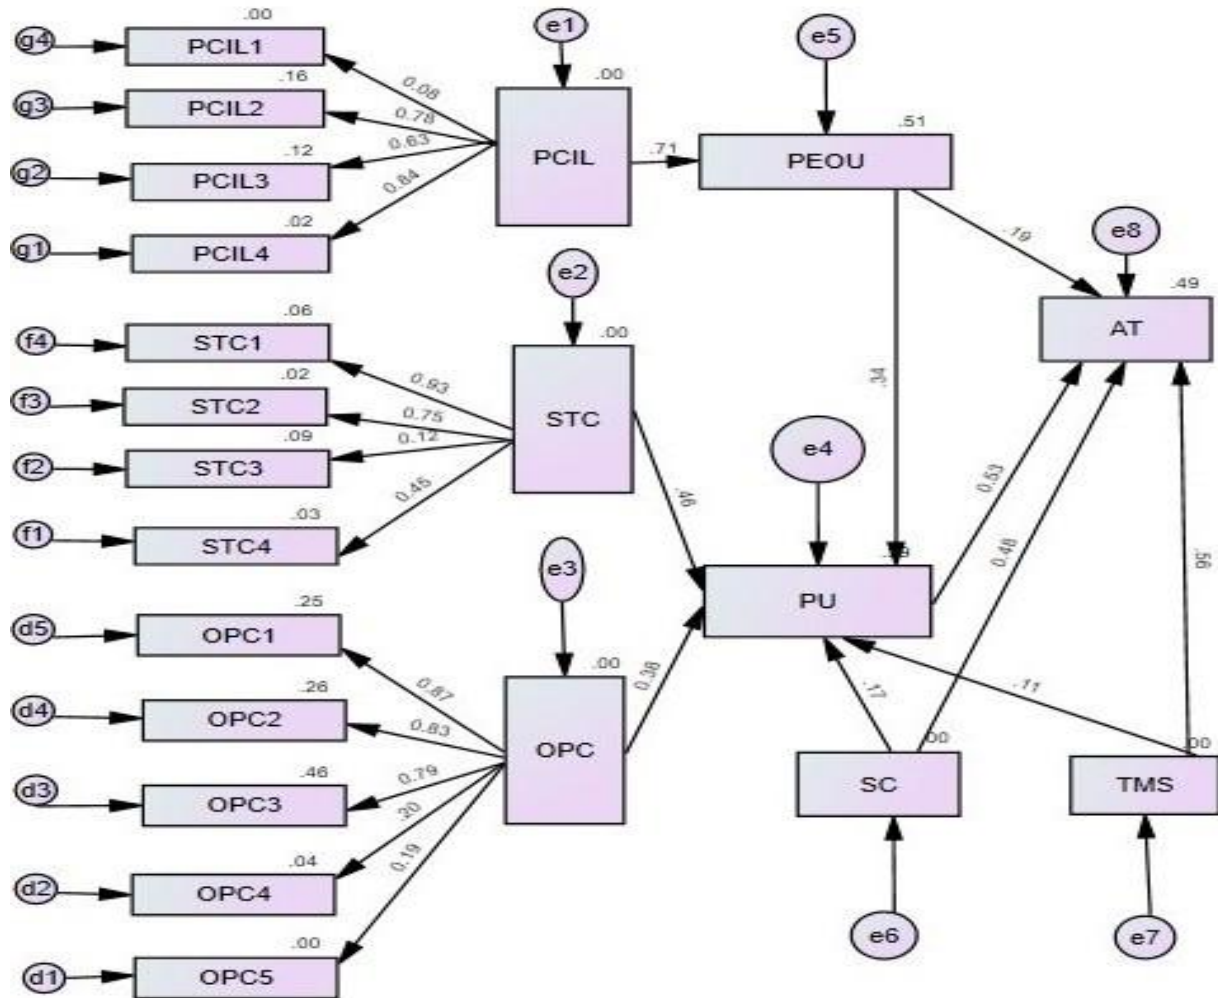 .00
g4
PCIL1
.16
g3
PCIL2
.12
g2
PCIL3
.02
g1
PCIL4
0.08
0.78
0.63
0.84
e1
.00
PCIL
.71
e5
.51
PEOU
.19
e8
.49
AT
.34
.06
f4
STC1
.02
f3
STC2
.09
f2
STC3
.03
f1
STC4
0.93
0.75
0.12
0.45
e2
.00
STC
.46
e4
PU
0.53
0.48
.56
.25
d5
OPC1
.26
d4
OPC2
.46
d3
OPC3
.04
d2
OPC4
.00
d1
OPC5
0.87
0.83
0.79
.20
0.19
e3
.00
OPC
0.38
.17
.11
00
SC
00
TMS
e6
e7